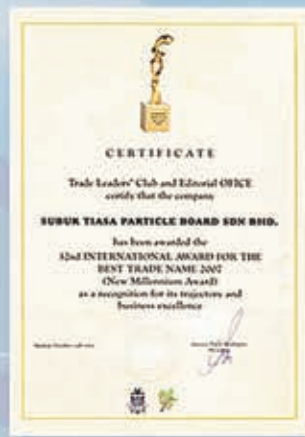 CERTIFICATE
Trade Leaders' Club and Editorial OFICE
certify that the company
SUBUR TIASA PARTICLE BOARD SDN BHD.
has been awarded the
32nd INTERNATIONAL AWARD FOR THE
BEST TRADE NAME 2007
(New Millennium Award)
as a recognition for its trajectory and
business excellence